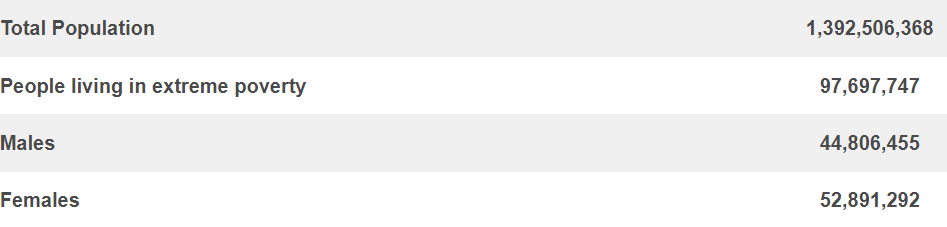 Total Population 1,392,506,368
People living in extreme poverty 97,697,747
Males 44,806,455
Females 52,891,292